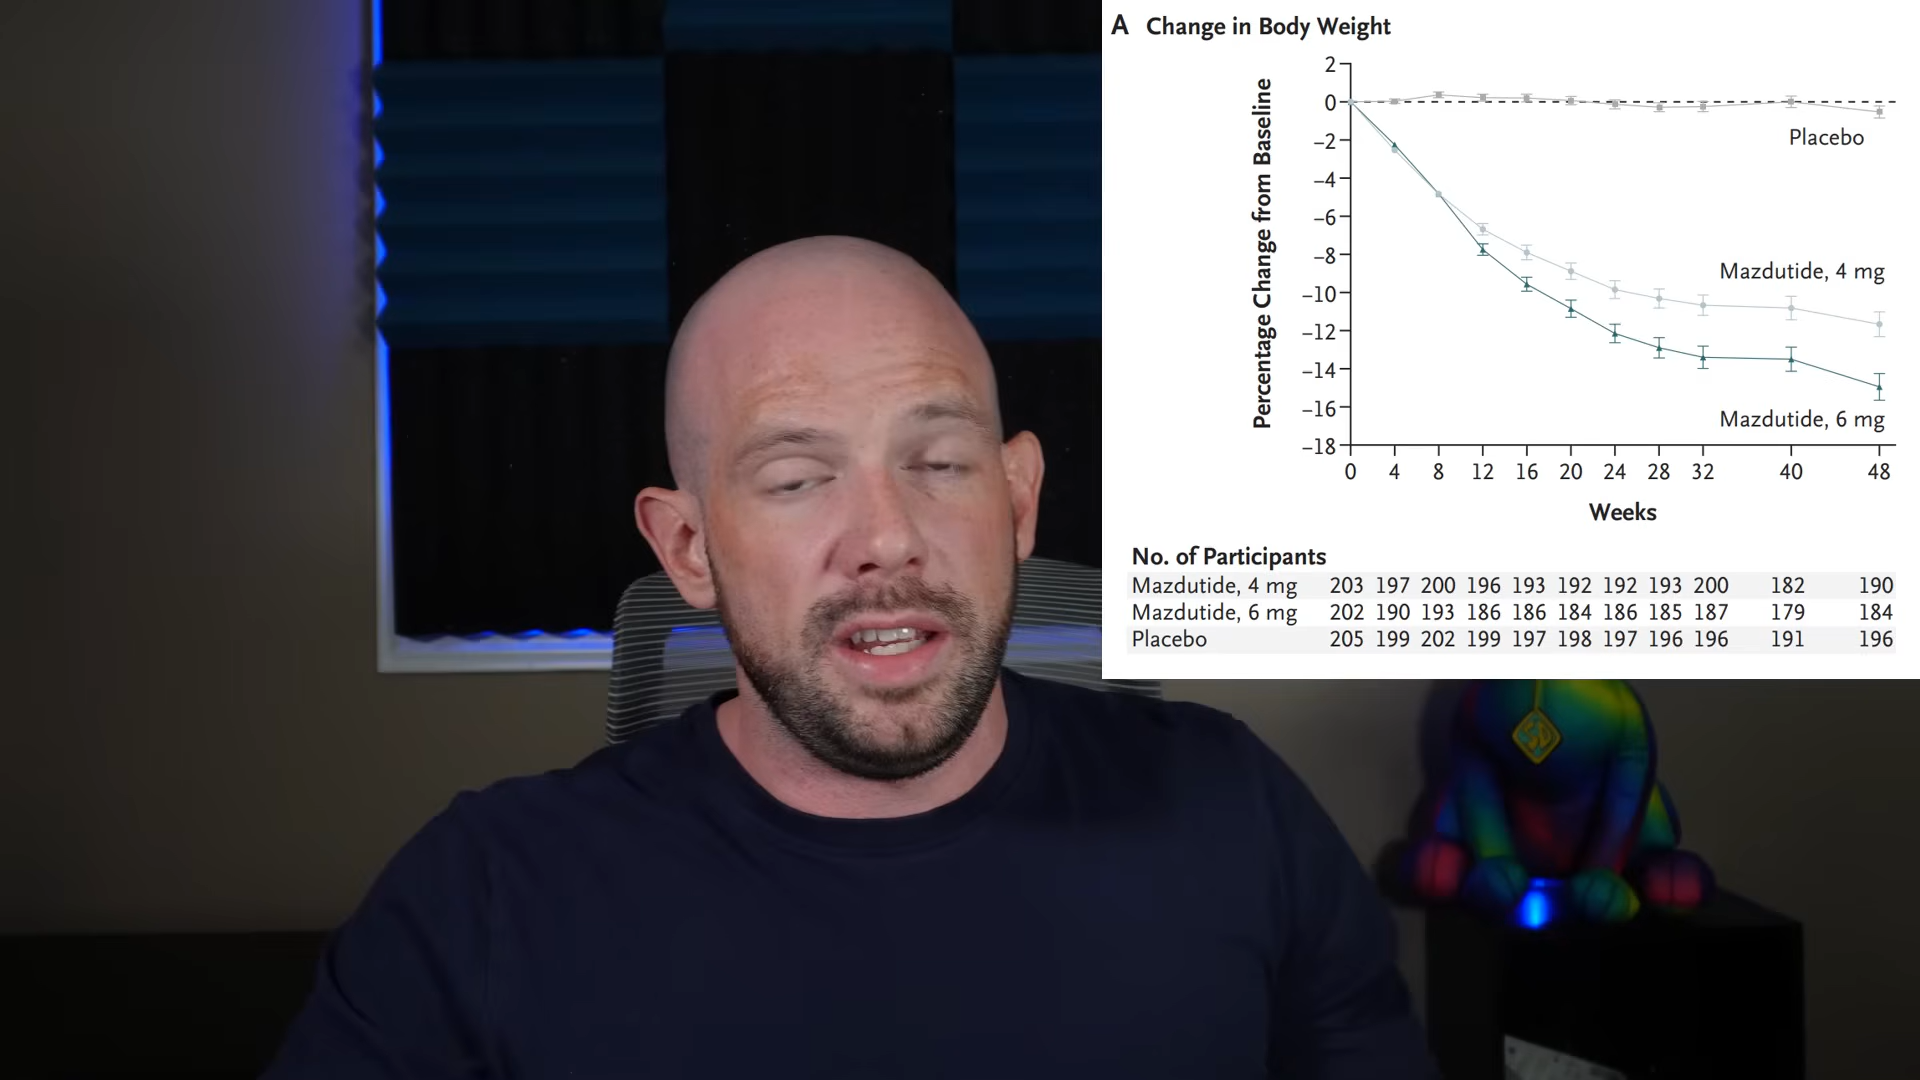 A Change in Body Weight
2
0
–2
–4
–6
–8
–10
–12
–14
–16
–18
Percentage Change from Baseline
Placebo
Mazdutide, 4 mg
Mazdutide, 6 mg
0 4 8 12 16 20 24 28 32 40 48
Weeks
No. of Participants
Mazdutide, 4 mg 203 197 200 196 193 192 192 193 200 182 190
Mazdutide, 6 mg 202 190 193 186 186 184 186 185 187 179 184
Placebo 205 199 202 199 197 198 197 196 196 191 196
SD